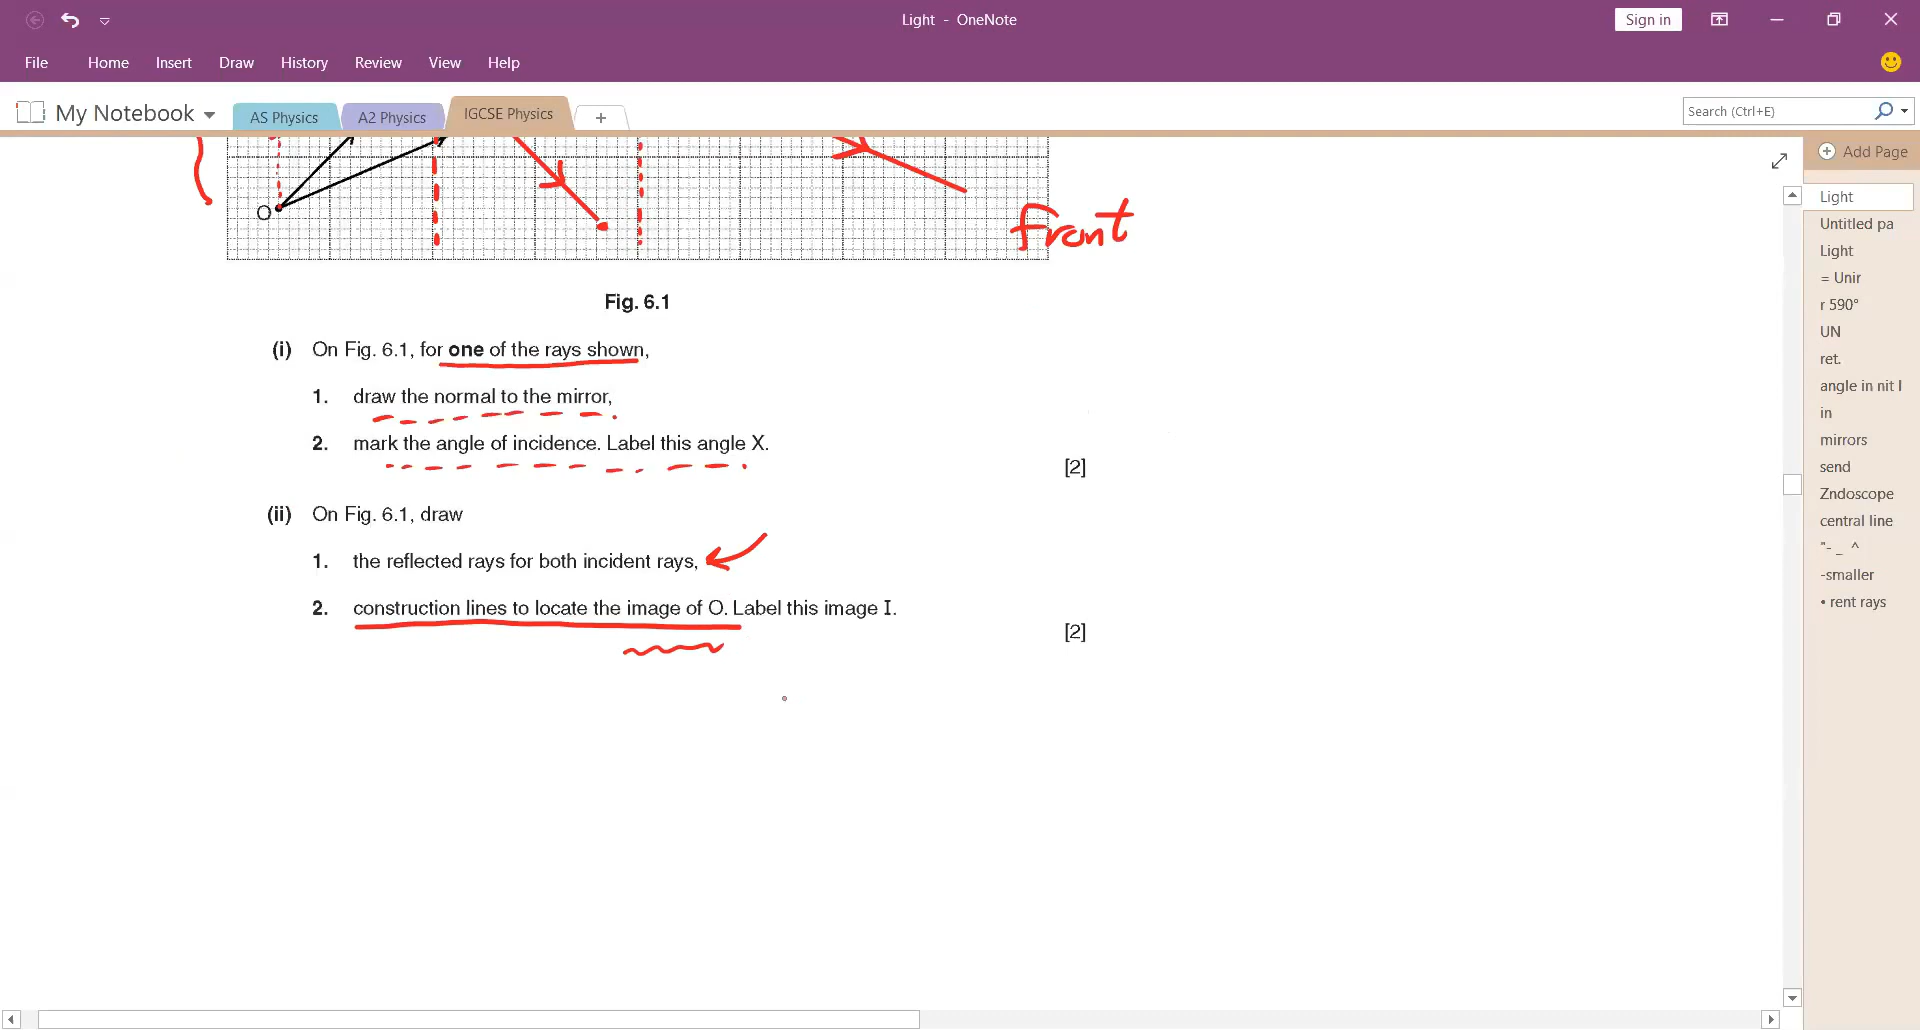 Light - OneNote
Sign in
File Home Insert Draw History Review View Help
My Notebook
AS Physics
A2 Physics
IGCSE Physics
+
Search (Ctrl+E)
Add Page
O
Front
Fig. 6.1
(i) On Fig. 6.1, for one of the rays shown,
1. draw the normal to the mirror,
2. mark the angle of incidence. Label this angle X.
[2]
(ii) On Fig. 6.1, draw
1. the reflected rays for both incident rays,
2. construction lines to locate the image of O. Label this image I.
[2]
Light
Untitled pa
Light
= Unir
r 590°
UN
ret.
angle in nit I
in
mirrors
send
Zndoscope
central line
"- _ ^
-smaller
• rent rays